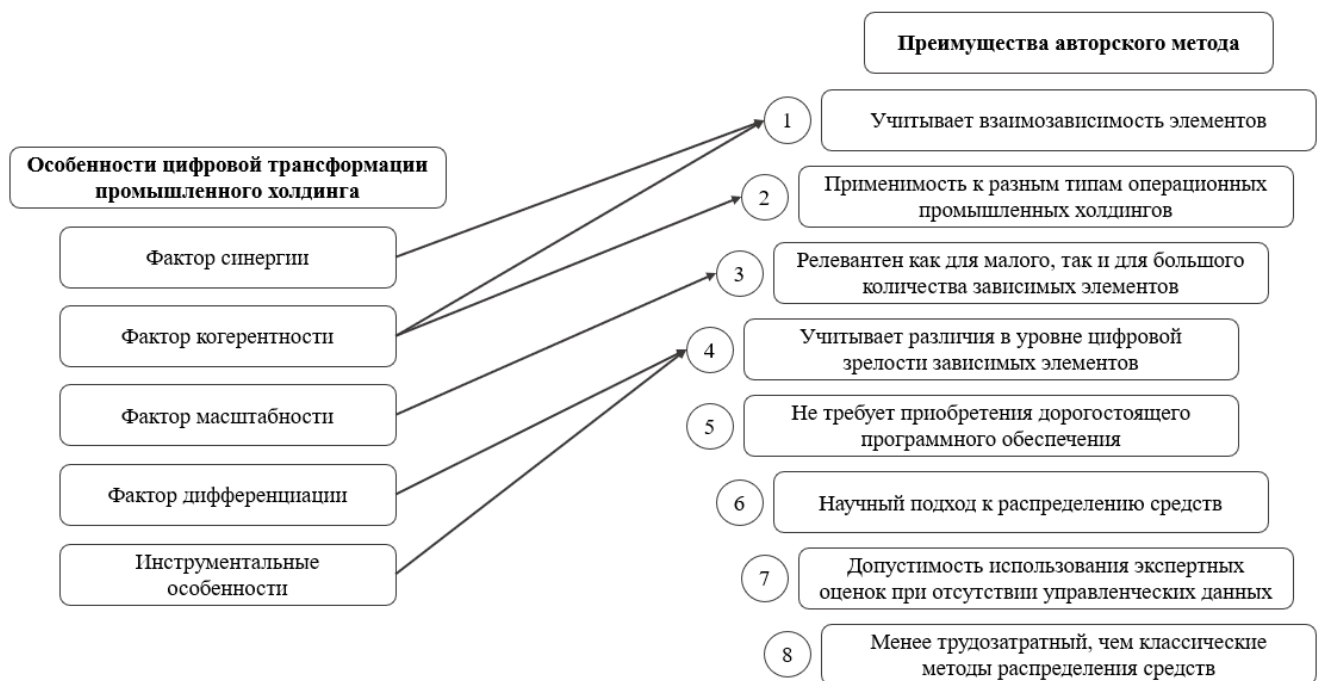 Преимущества авторского метода
Особенности цифровой трансформации
промышленного холдинга
Фактор синергии
Фактор когерентности
Фактор масштабности
Фактор дифференциации
Инструментальные
особенности
1
Учитывает взаимозависимость элементов
2
Применимость к разным типам операционных
промышленных холдингов
3
Релевантен как для малого, так и для большого
количества зависимых элементов
4
Учитывает различия в уровне цифровой
зрелости зависимых элементов
5
Не требует приобретения дорогостоящего
программного обеспечения
6
Научный подход к распределению средств
7
Допустимость использования экспертных
оценок при отсутствии управленческих данных
8
Менее трудозатратный, чем классические
методы распределения средств